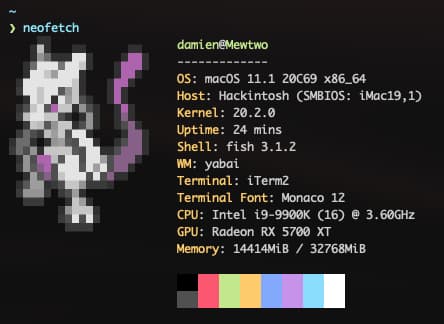 ~
❯ neofetch
damien@Mewtwo
-------------
OS: macOS 11.1 20C69 x86_64
Host: Hackintosh (SMBIOS: iMac19,1)
Kernel: 20.2.0
Uptime: 24 mins
Shell: fish 3.1.2
WM: yabai
Terminal: iTerm2
Terminal Font: Monaco 12
CPU: Intel i9-9900K (16) @ 3.60GHz
GPU: Radeon RX 5700 XT
Memory: 14414MiB / 32768MiB